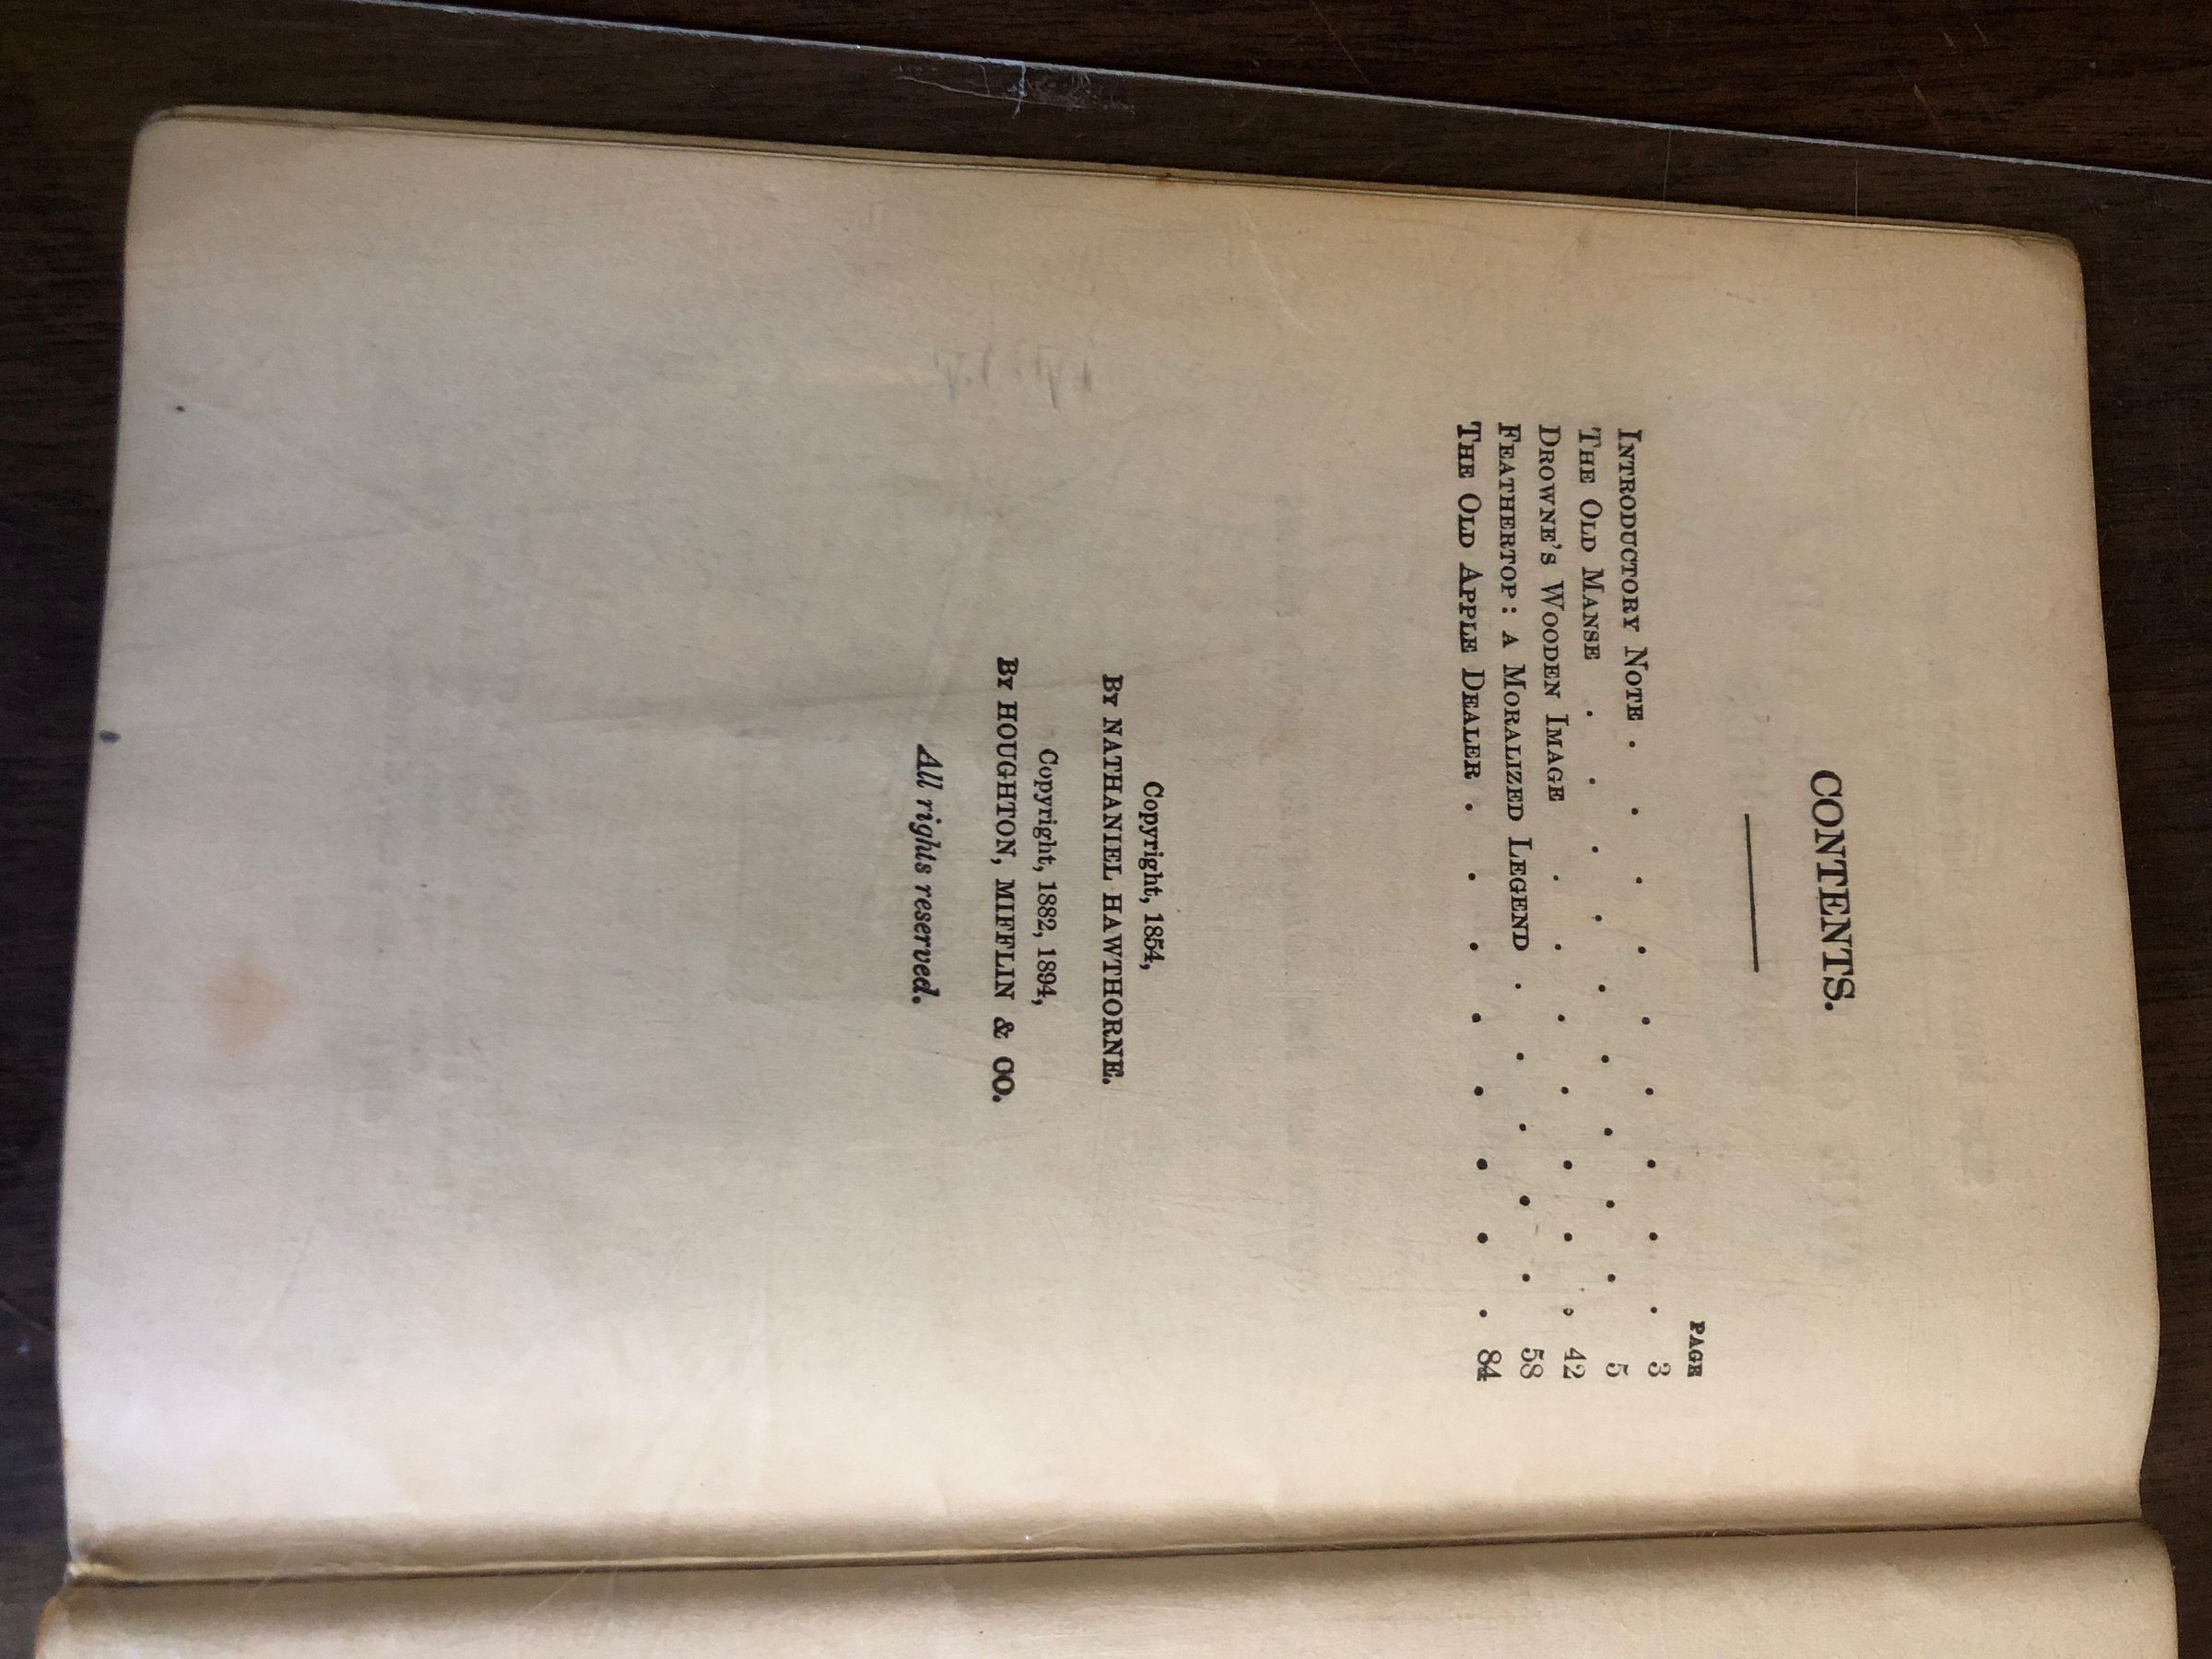 CONTENTS.
PAGE
INTRODUCTORY NOTE . . . . . . . . . 3
THE OLD MANSE . . . . . . . . . 5
DROWNE'S WOODEN IMAGE . . . . . . . 42
FEATHERTOP: A MORALIZED LEGEND . . . . . 58
THE OLD APPLE DEALER . . . . . . . . 84
Copyright, 1854,
BY NATHANIEL HAWTHORNE.
Copyright, 1882, 1894,
BY HOUGHTON, MIFFLIN & CO.
All rights reserved.